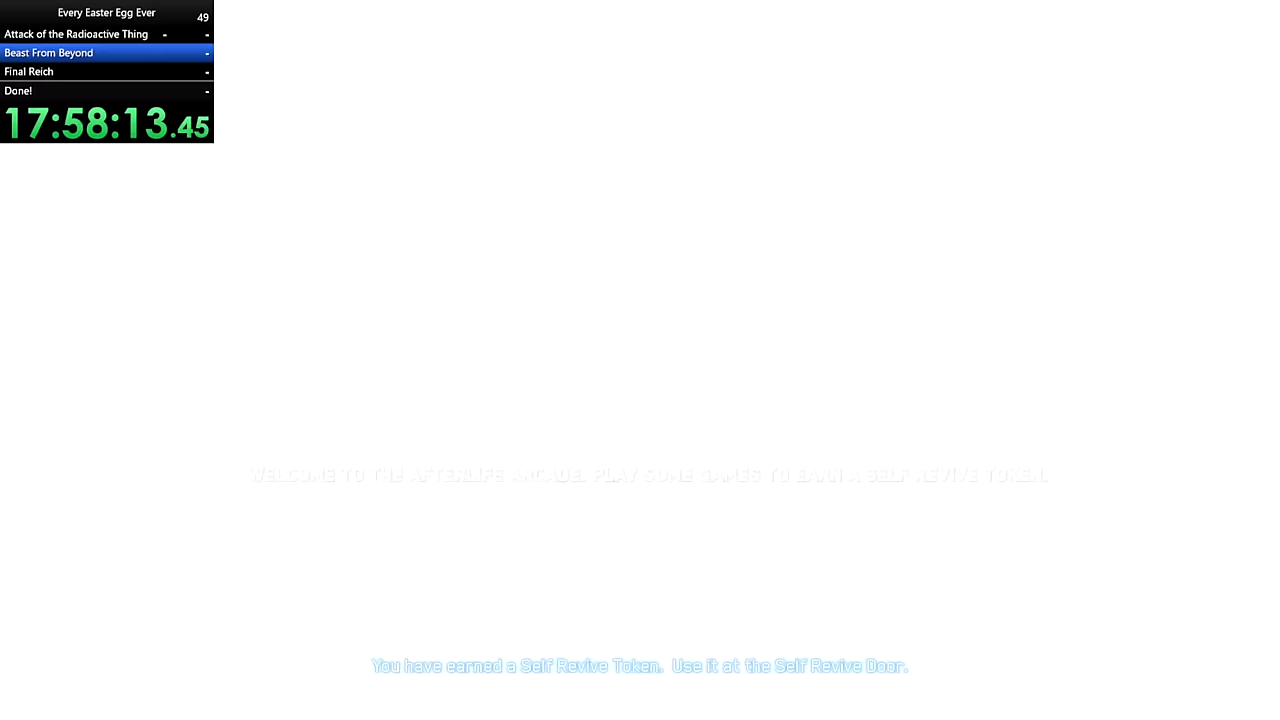 Every Easter Egg Ever
49
Attack of the Radioactive Thing - -
Beast From Beyond -
Final Reich -
Done! -
17:58:13.45
WELCOME TO THE AFTERLIFE ARCADE. PLAY SOME GAMES TO EARN A SELF REVIVE TOKEN.
You have earned a Self Revive Token. Use it at the Self Revive Door.